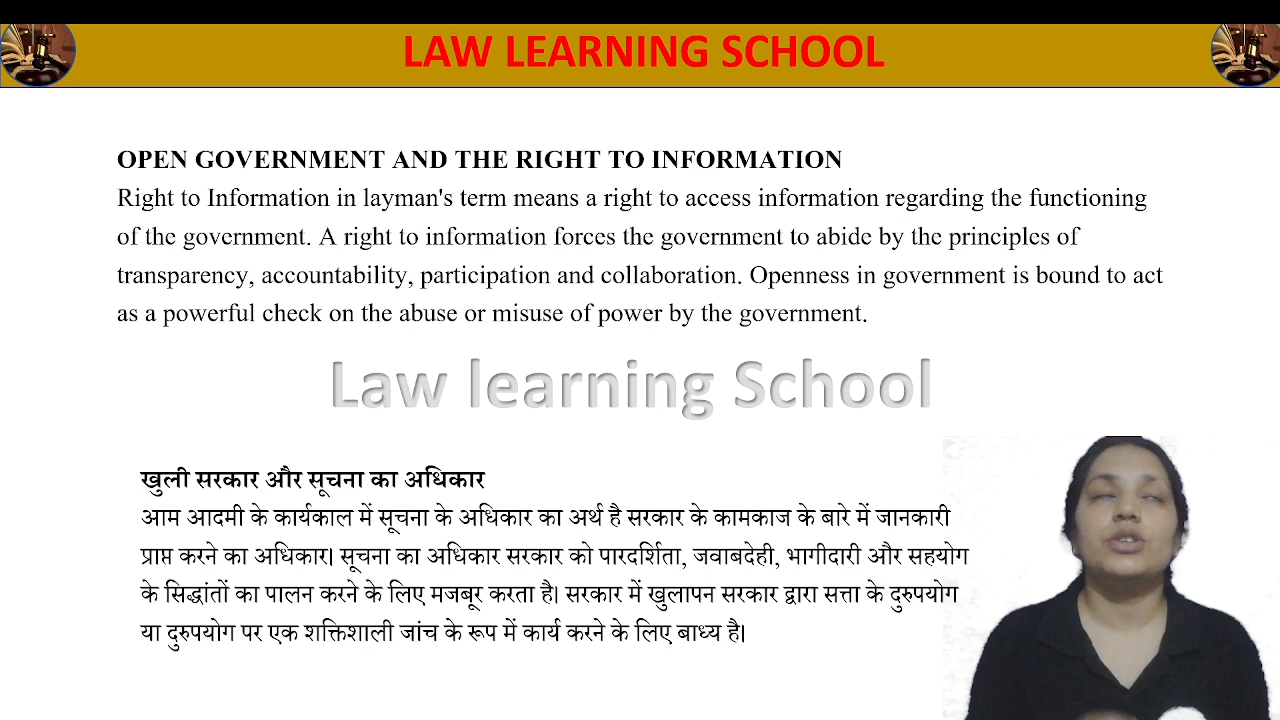 LAW LEARNING SCHOOL
OPEN GOVERNMENT AND THE RIGHT TO INFORMATION
Right to Information in layman's term means a right to access information regarding the functioning
of the government. A right to information forces the government to abide by the principles of
transparency, accountability, participation and collaboration. Openness in government is bound to act
as a powerful check on the abuse or misuse of power by the government.
Law learning School
खुली सरकार और सूचना का अधिकार
आम आदमी के कार्यकाल में सूचना के अधिकार का अर्थ है सरकार के कामकाज के बारे में जानकारी
प्राप्त करने का अधिकार। सूचना का अधिकार सरकार को पारदर्शिता, जवाबदेही, भागीदारी और सहयोग
के सिद्धांतों का पालन करने के लिए मजबूर करता है। सरकार में खुलापन सरकार द्वारा सत्ता के दुरुपयोग
या दुरुपयोग पर एक शक्तिशाली जांच के रूप में कार्य करने के लिए बाध्य है।